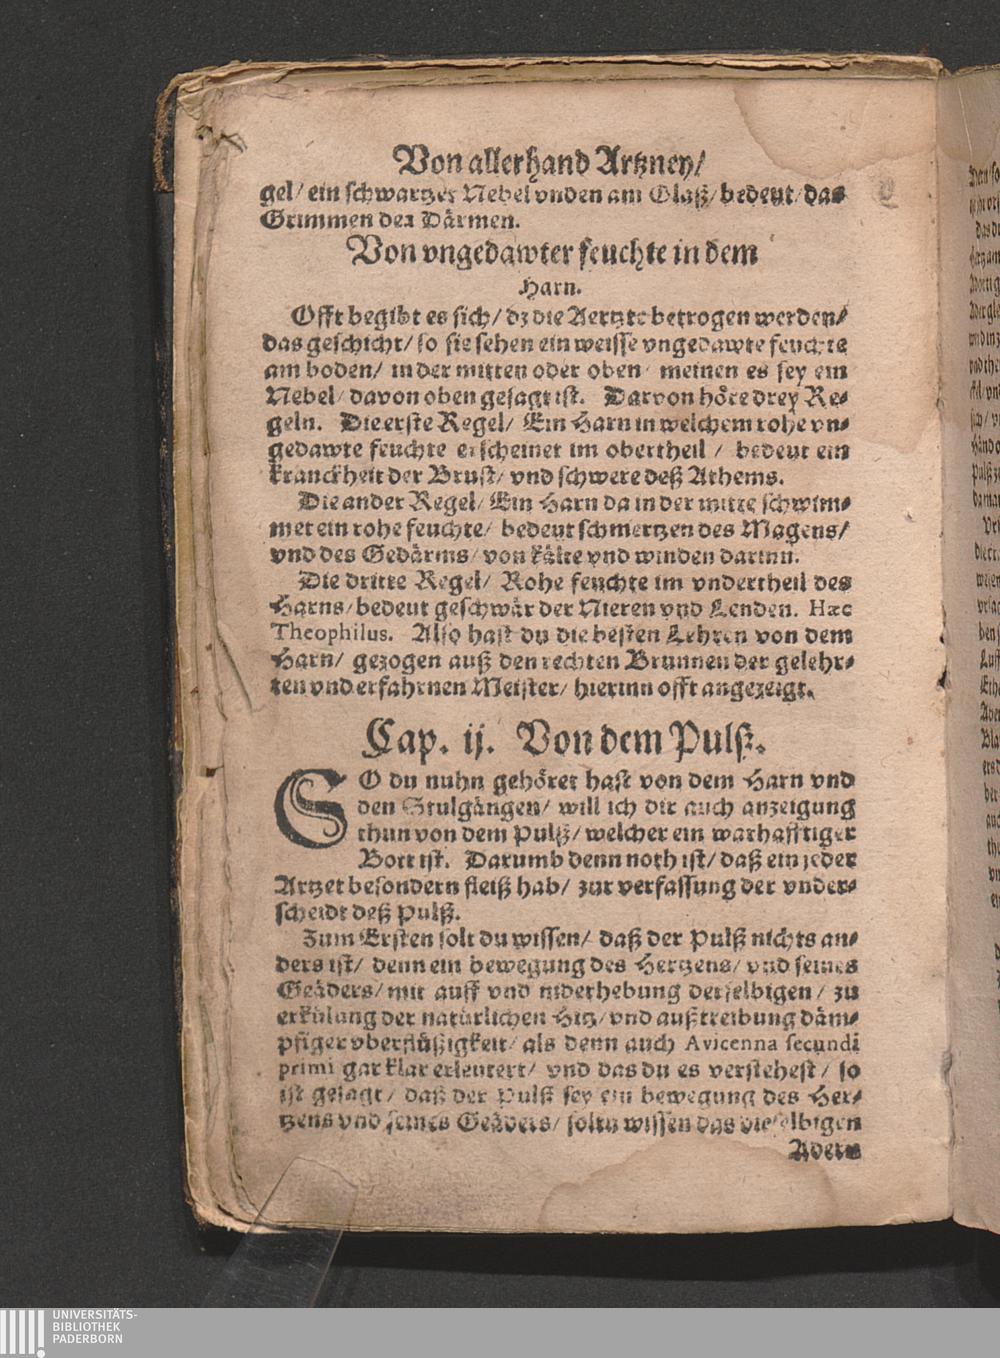 Von allerhand Artzney/
gel/ ein schwartzer Nebel vnden am Glaß/ bedeut/ das
Grimmen der Därmen.
Von vngedawter feuchte in dem
Harn.
Offt begibt es sich/ dz die Aertzte betrogen werden/
das geschicht/ so sie sehen ein weisse vngedawte feuchte
am boden/ in der mitten oder oben/ meinen es sey ein
Nebel/ davon oben gesagt ist. Darvon höre drey Re-
geln. Die erste Regel/ Ein Harn in welchem rohe vn-
gedawte feuchte erscheinet im obertheil / bedeut ein
kranckheit der Brust/ vnd schwere deß Athems.
Die ander Regel/ Ein Harn da in der mitte schwim-
met ein rohe feuchte/ bedeut schmertzen des Magens/
vnd des Gedärms/ von kälte vnd winden darinn.
Die dritte Regel/ Rohe feuchte im vndertheil des
Harns/ bedeut geschwär der Nieren vnd Lenden. Hæc
Theophilus. Also hast du die besten Lehren von dem
Harn/ gezogen auß den rechten Brunnen der gelehr-
ten vnd erfahrnen Meister/ hierinn offt angezeigt.
Cap. ij. Von dem Pulß.
SO du nuhn gehöret hast von dem Harn vnd
den Stulgängen/ will ich dir auch anzeigung
thun von dem Pulß/ welcher ein warhafftiger
Bott ist. Darumb denn noth ist/ daß ein jeder
Artzet besondern fleiß hab/ zur verfassung der vnder-
scheidt deß Pulß.
Zum Ersten solt du wissen/ daß der Pulß nichts an-
ders ist/ denn ein bewegung des Hertzens/ vnd seines
Geäders/ mit auff vnd niderhebung derselbigen / zu
erkülung der natürlichen Hitz/ vnd außtreibung däm-
pfiger vberflüßigkeit/ als denn auch Avicenna secundi
primi gar klar erleutert/ vnd das du es verstehest/ so
ist gesagt/ daß der Pulß sey ein bewegung des Her-
tzens vnd seines Geäders/ soltu wissen das dieselbigen
Adern
UNIVERSITÄTS-
BIBLIOTHEK
PADERBORN